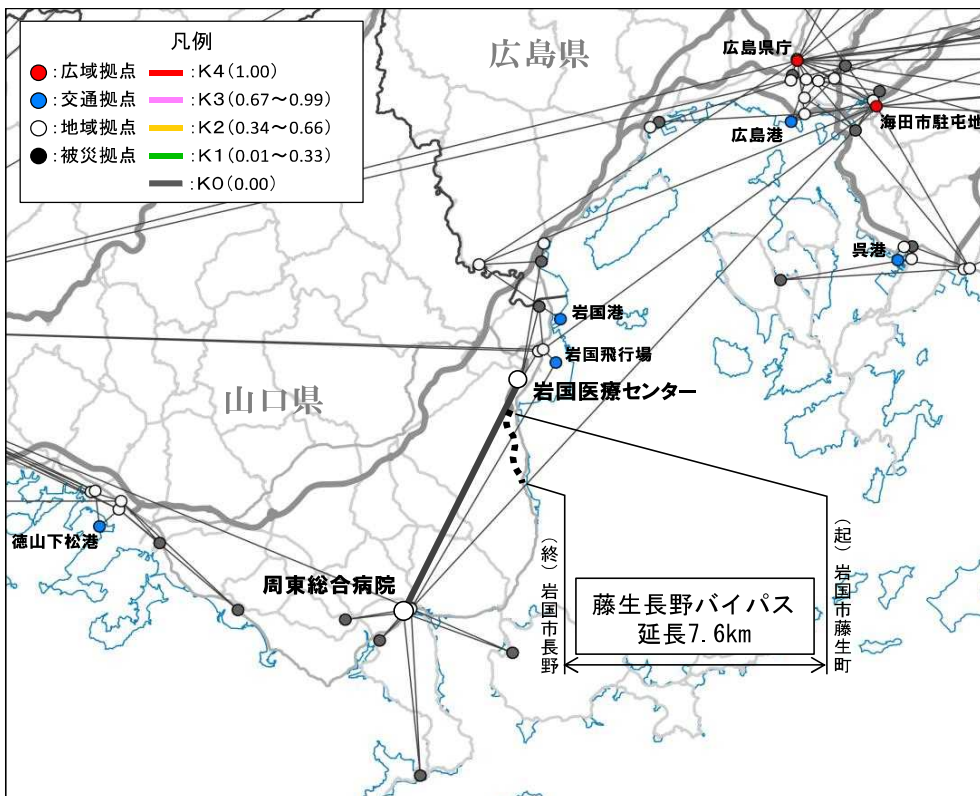 凡例
●:広域拠点 ━:K4(1.00)
●:交通拠点 ━:K3(0.67～0.99)
○:地域拠点 ━:K2(0.34～0.66)
●:被災拠点 ━:K1(0.01～0.33)
━:K0(0.00)
広島県
広島県庁
広島港
海田市駐屯地
呉港
岩国港
岩国飛行場
岩国医療センター
山口県
徳山下松港
周東総合病院
(終)岩国市長野
藤生長野バイパス
延長7.6km
(起)岩国市藤生町